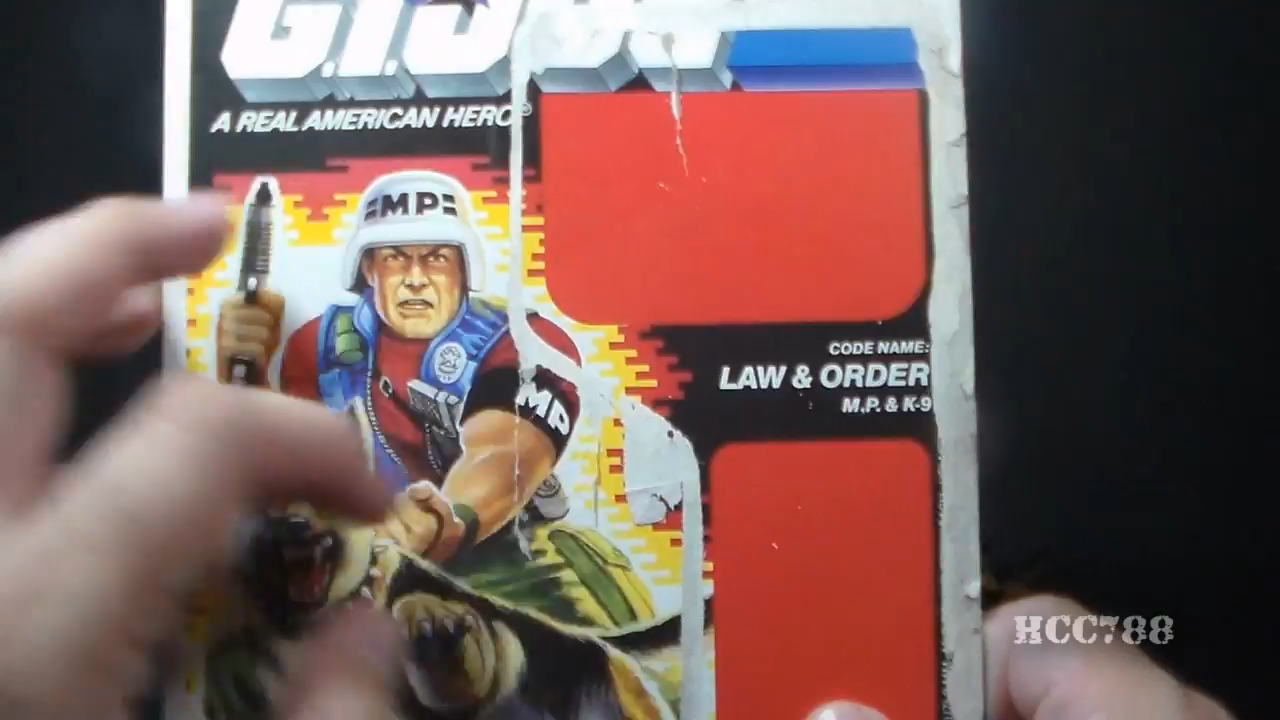 G.I. JOE
A REAL AMERICAN HERO®
MP
CODE NAME:
LAW & ORDER
M.P. & K-9
MP
HCC788